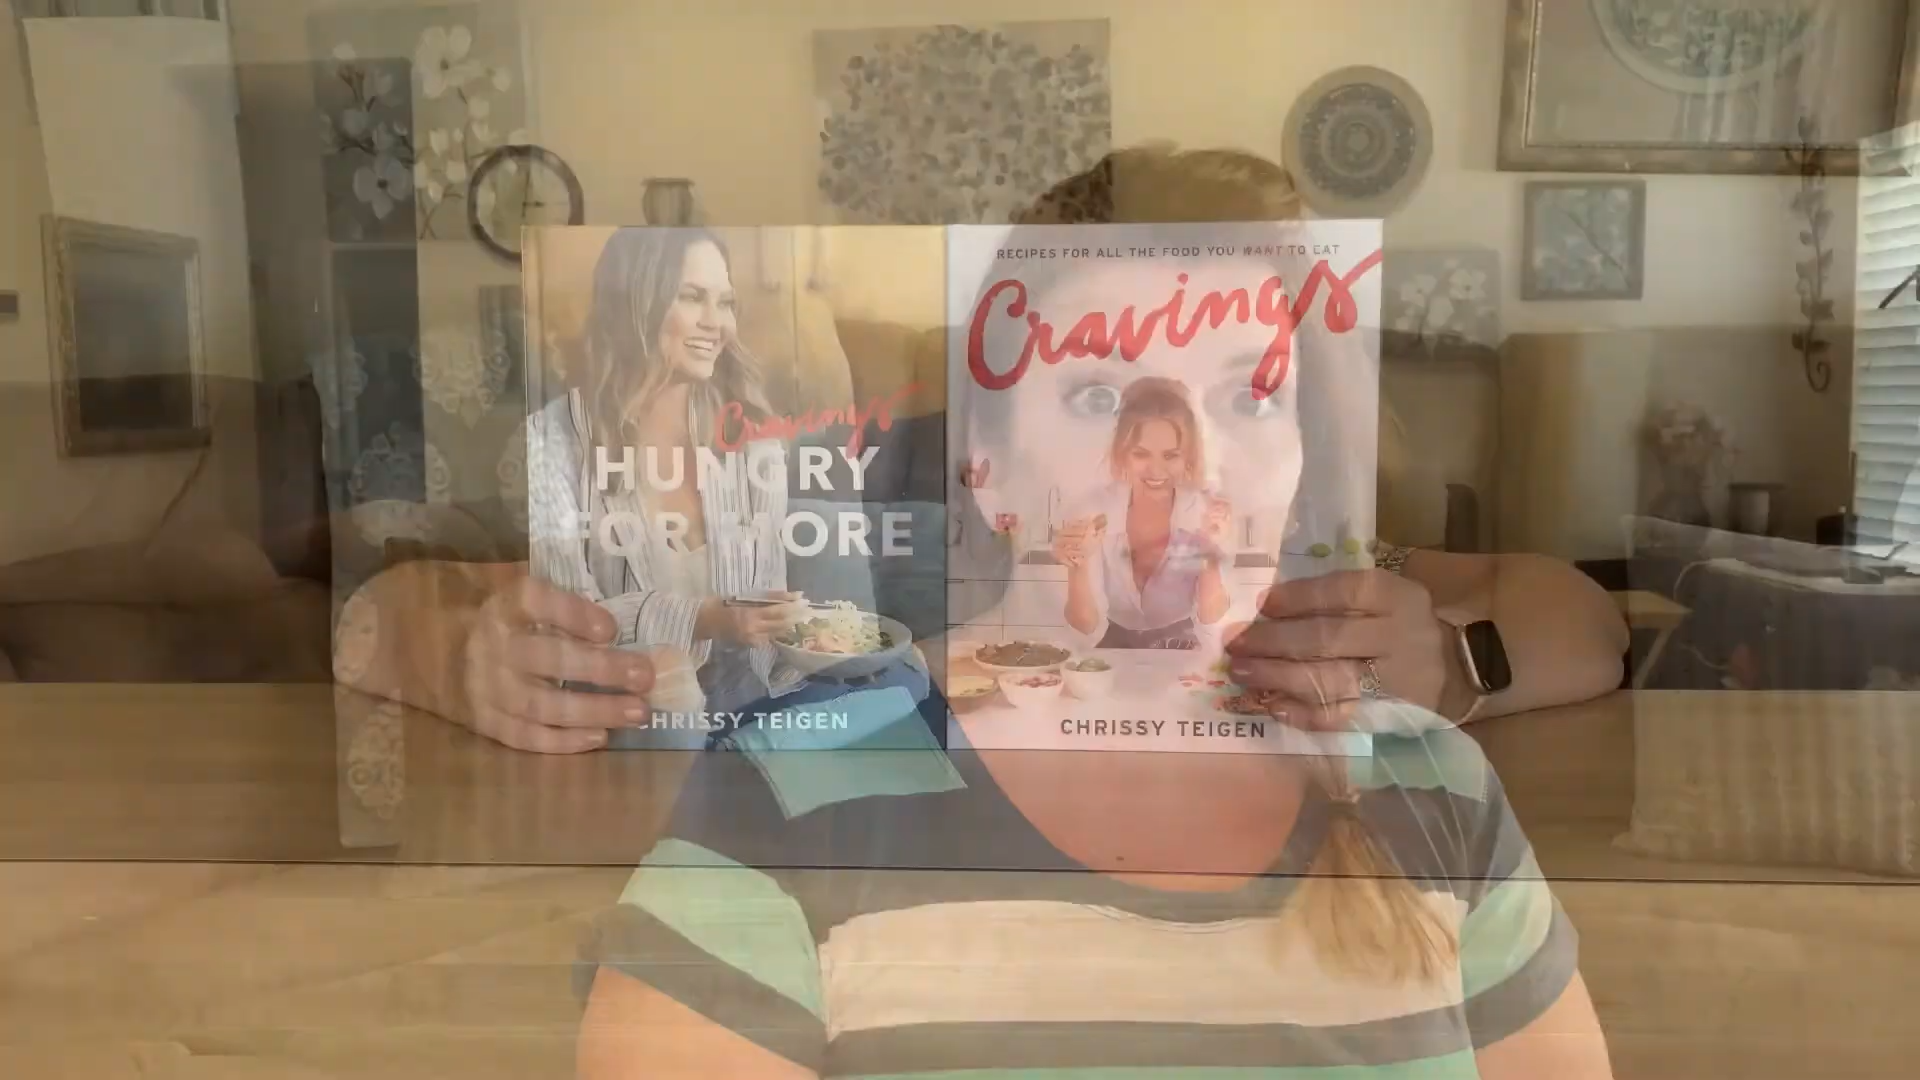 Cravings
HUNGRY
FOR MORE
CHRISSY TEIGEN
RECIPES FOR ALL THE FOOD YOU WANT TO EAT
Cravings
CHRISSY TEIGEN